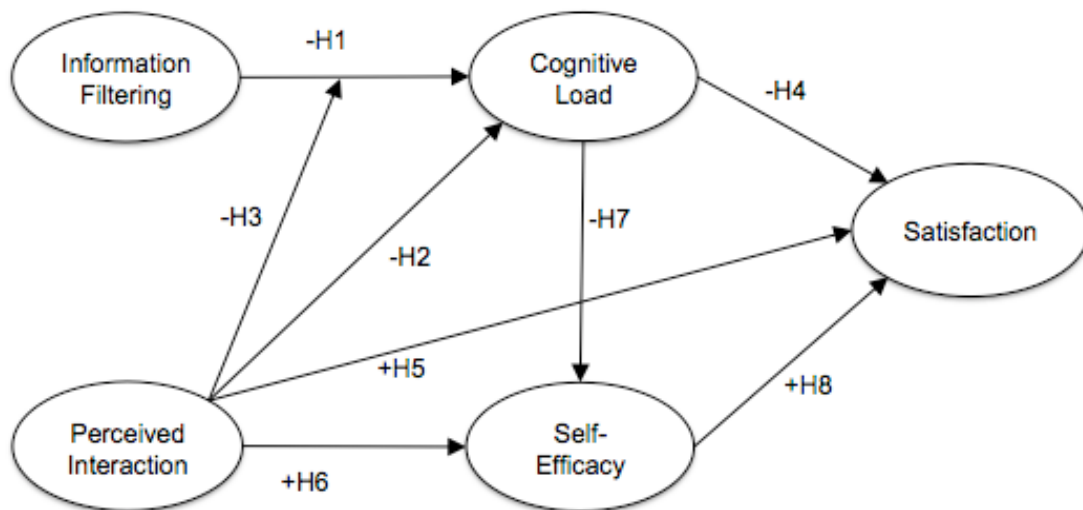 -H1
Information
Filtering
Cognitive
Load
-H4
-H3
-H2
-H7
Satisfaction
+H5
+H8
Perceived
Interaction
Self-
Efficacy
+H6